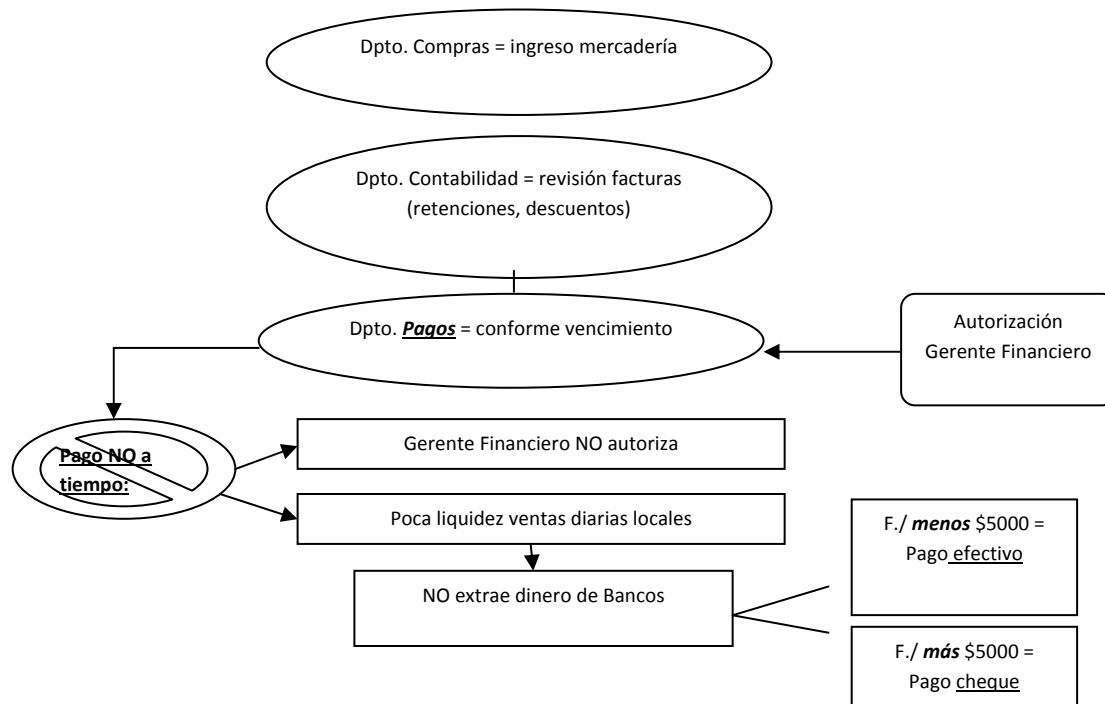 Dpto. Compras = ingreso mercadería
Dpto. Contabilidad = revisión facturas
(retenciones, descuentos)
Dpto. Pagos = conforme vencimiento
Autorización
Gerente Financiero
Pago NO a
tiempo:
Gerente Financiero NO autoriza
Poca liquidez ventas diarias locales
NO extrae dinero de Bancos
F./ menos $5000 =
Pago efectivo
F./ más $5000 =
Pago cheque